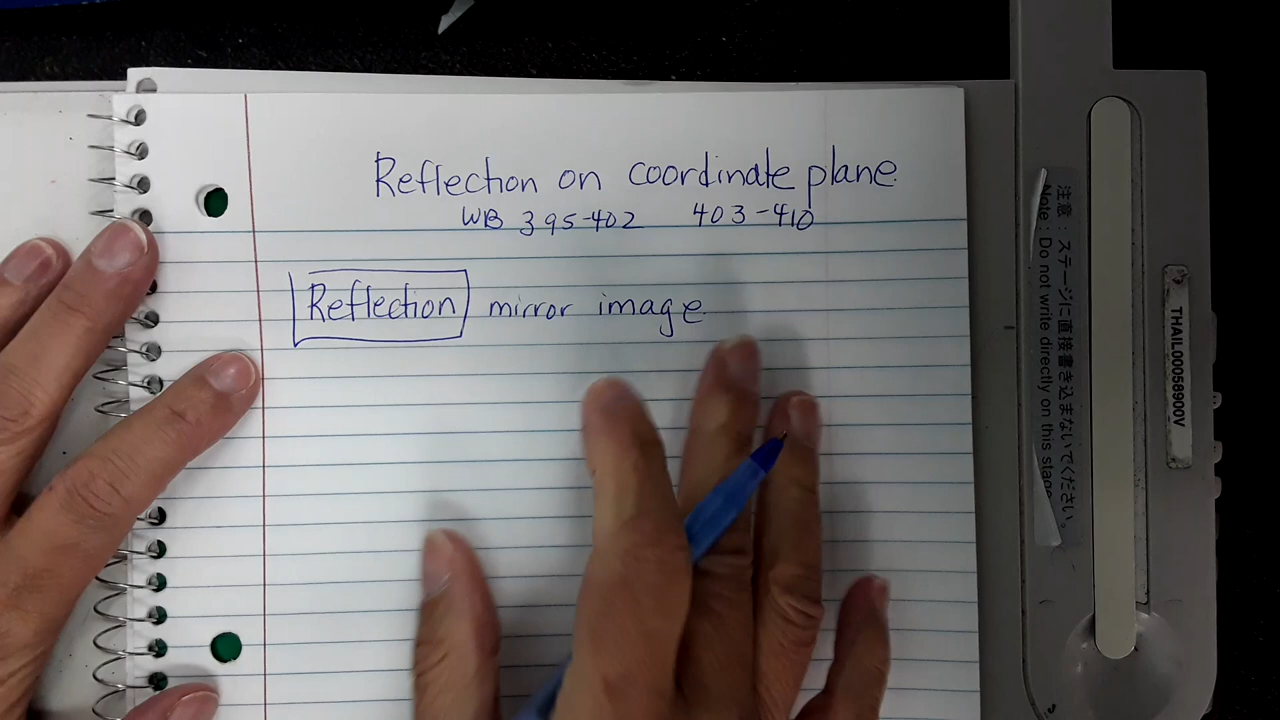 Reflection on coordinate plane
WB 395-402 403-410
Reflection mirror image
注意：ステージに直接書き込まないでください。
Note : Do not write directly on this stage
THAIL00058900V